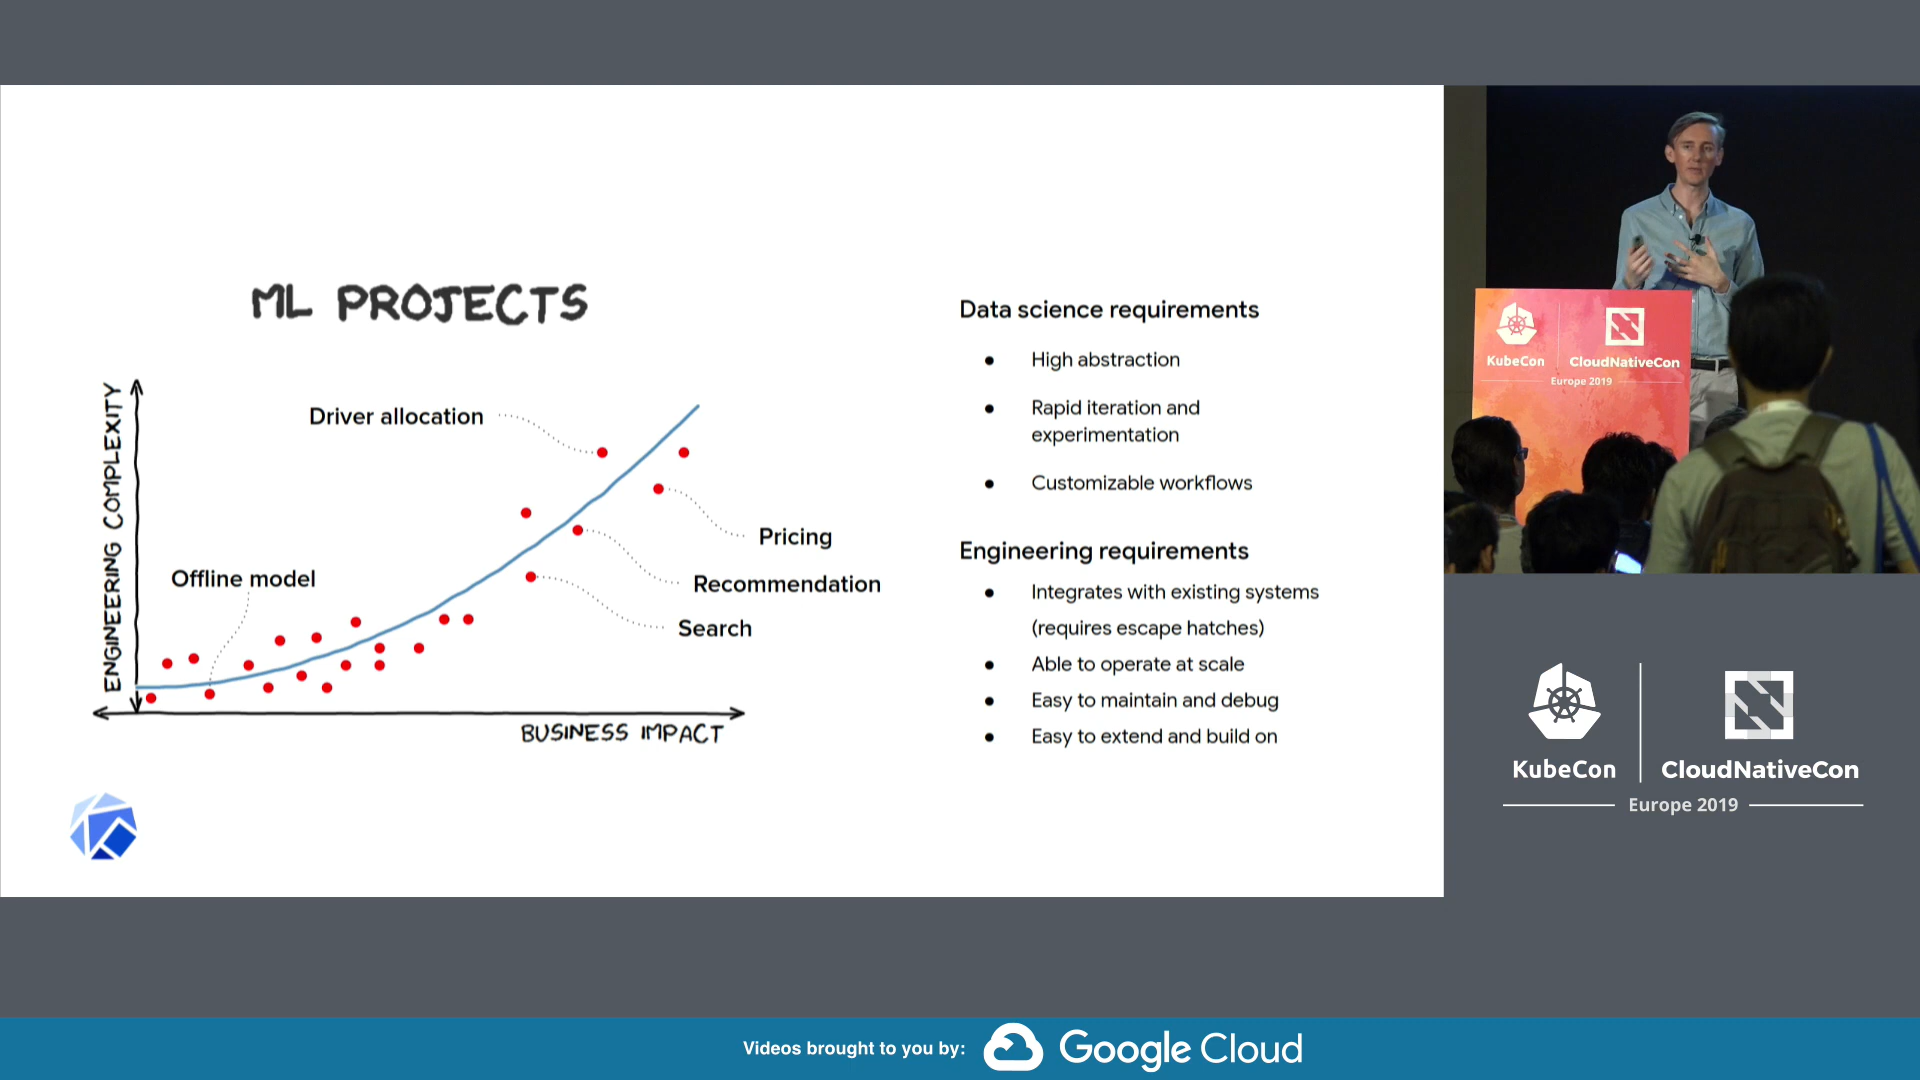 ML PROJECTS
ENGINEERING COMPLEXITY
Driver allocation
Offline model
Pricing
Recommendation
Search
BUSINESS IMPACT
Data science requirements
● High abstraction
● Rapid iteration and
experimentation
● Customizable workflows
Engineering requirements
● Integrates with existing systems
(requires escape hatches)
● Able to operate at scale
● Easy to maintain and debug
● Easy to extend and build on
KubeCon CloudNativeCon
Europe 2019
KubeCon CloudNativeCon
Europe 2019
Videos brought to you by: Google Cloud